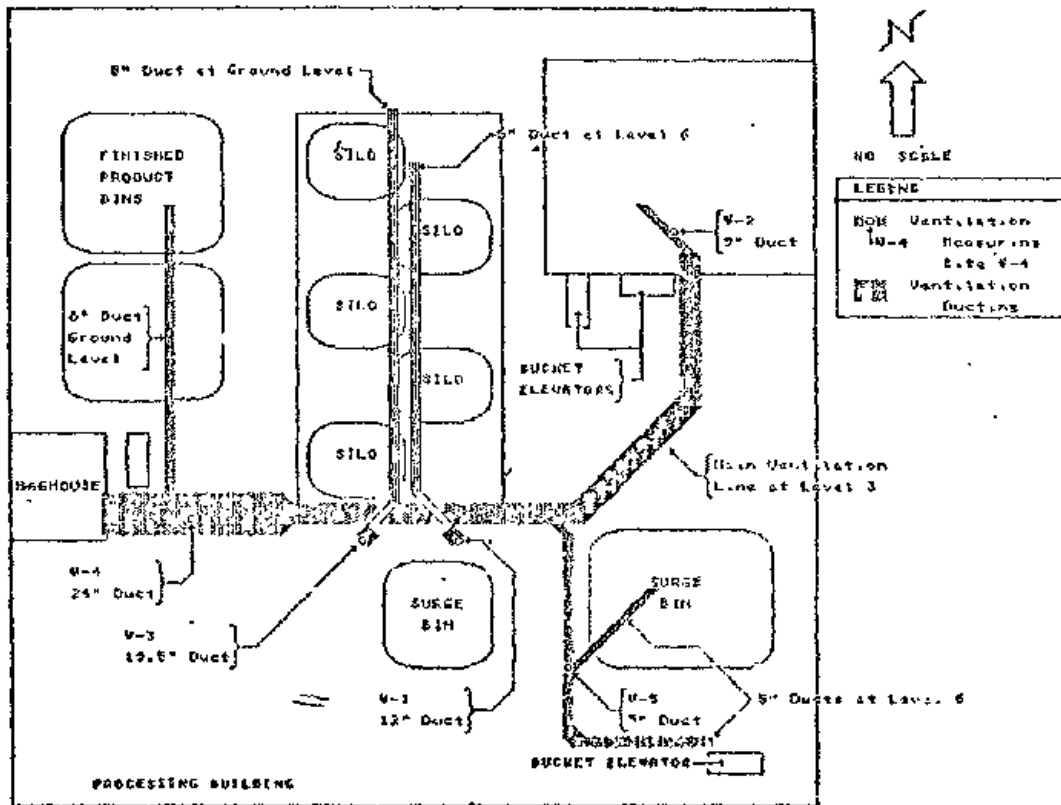 8" Duct at Ground Level
" Duct at Level 6
N
NO SCALE
LEGEND
Ventilation
V-4 Measuring
Site V-4
Ventilation
Ducting
FINISHED
PRODUCT
BINS
SILO
SILO
SILO
SILO
SILO
V-2
9" Duct
Duct
Ground
Level
BUCKET
ELEVATORS
BAGHOUSE
Main Ventilation
Line at Level 3
V-4
24" Duct
V-3
19.5" Duct
SURGE
BIN
SURGE
BIN
V-1
12" Duct
V-5
5" Duct
5" Ducts at Level 6
BUCKET ELEVATOR
PROCESSING BUILDING